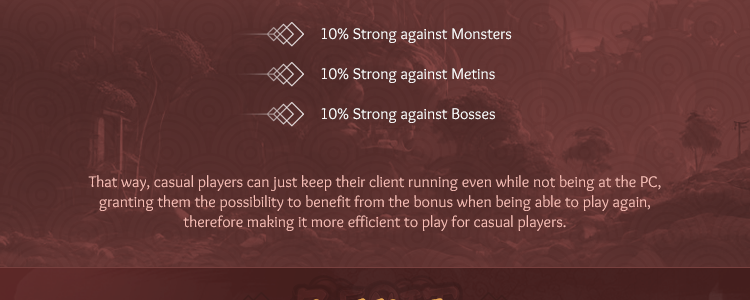 10% Strong against Monsters
10% Strong against Metins
10% Strong against Bosses
That way, casual players can just keep their client running even while not being at the PC,
granting them the possibility to benefit from the bonus when being able to play again,
therefore making it more efficient to play for casual players.